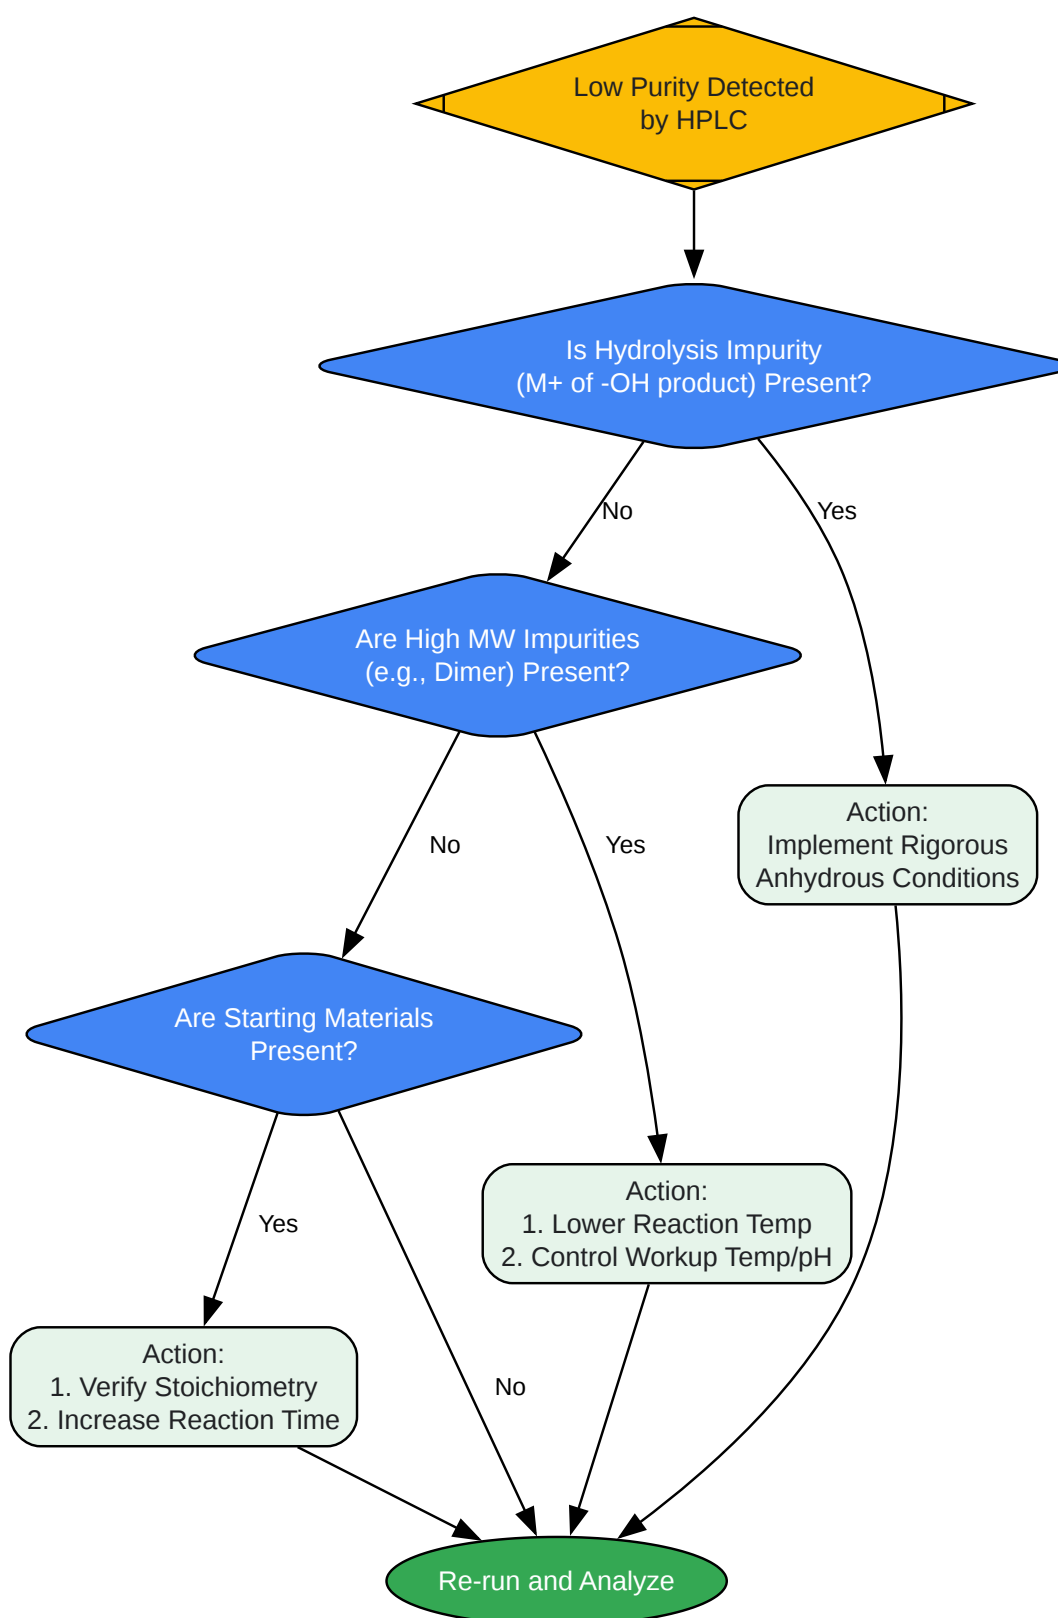 Low Purity Detected
by HPLC
Is Hydrolysis Impurity
(M+ of -OH product) Present?
No
Yes
Are High MW Impurities
(e.g., Dimer) Present?
No
Yes
Action:
Implement Rigorous
Anhydrous Conditions
Are Starting Materials
Present?
Yes
No
Action:
1. Lower Reaction Temp
2. Control Workup Temp/pH
Action:
1. Verify Stoichiometry
2. Increase Reaction Time
Re-run and Analyze